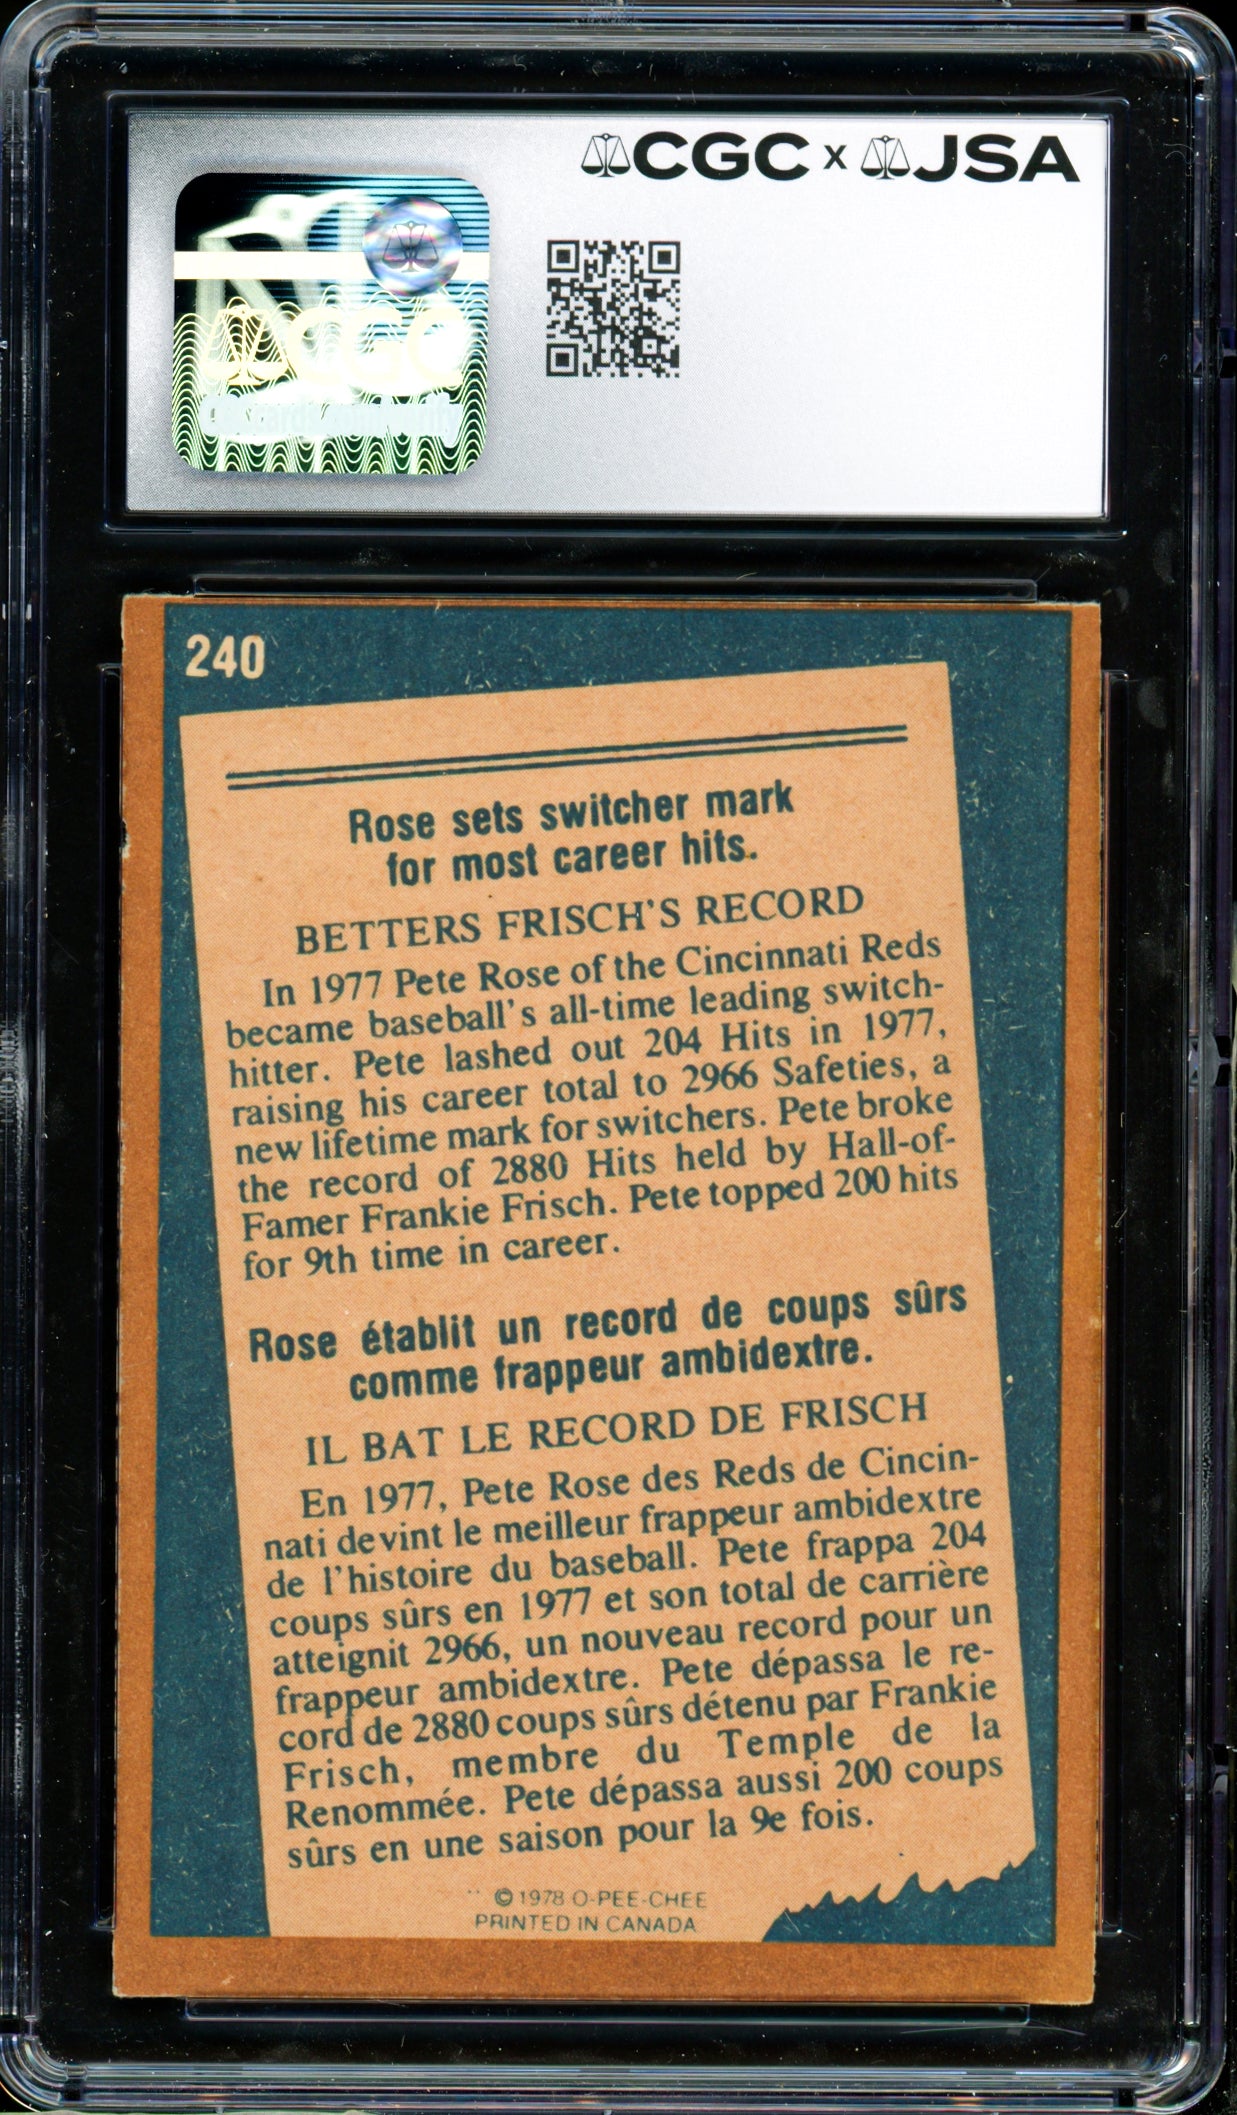 CGC x JSA
CGC
240
Rose sets switcher mark
for most career hits.
BETTERS FRISCH'S RECORD
In 1977 Pete Rose of the Cincinnati Reds
became baseball's all-time leading switch-
hitter. Pete lashed out 204 Hits in 1977,
raising his career total to 2966 Safeties, a
new lifetime mark for switchers. Pete broke
the record of 2880 Hits held by Hall-of-
Famer Frankie Frisch. Pete topped 200 hits
for 9th time in career.
Rose établit un record de coups sûrs
comme frappeur ambidextre.
IL BAT LE RECORD DE FRISCH
En 1977, Pete Rose des Reds de Cincin-
nati devint le meilleur frappeur ambidextre
de l'histoire du baseball. Pete frappa 204
coups sûrs en 1977 et son total de carrière
atteignit 2966, un nouveau record pour un
frappeur ambidextre. Pete dépassa le re-
cord de 2880 coups sûrs détenu par Frankie
Frisch, membre du Temple de la
Renommée. Pete dépassa aussi 200 coups
sûrs en une saison pour la 9e fois.
© 1978 O-PEE-CHEE
PRINTED IN CANADA